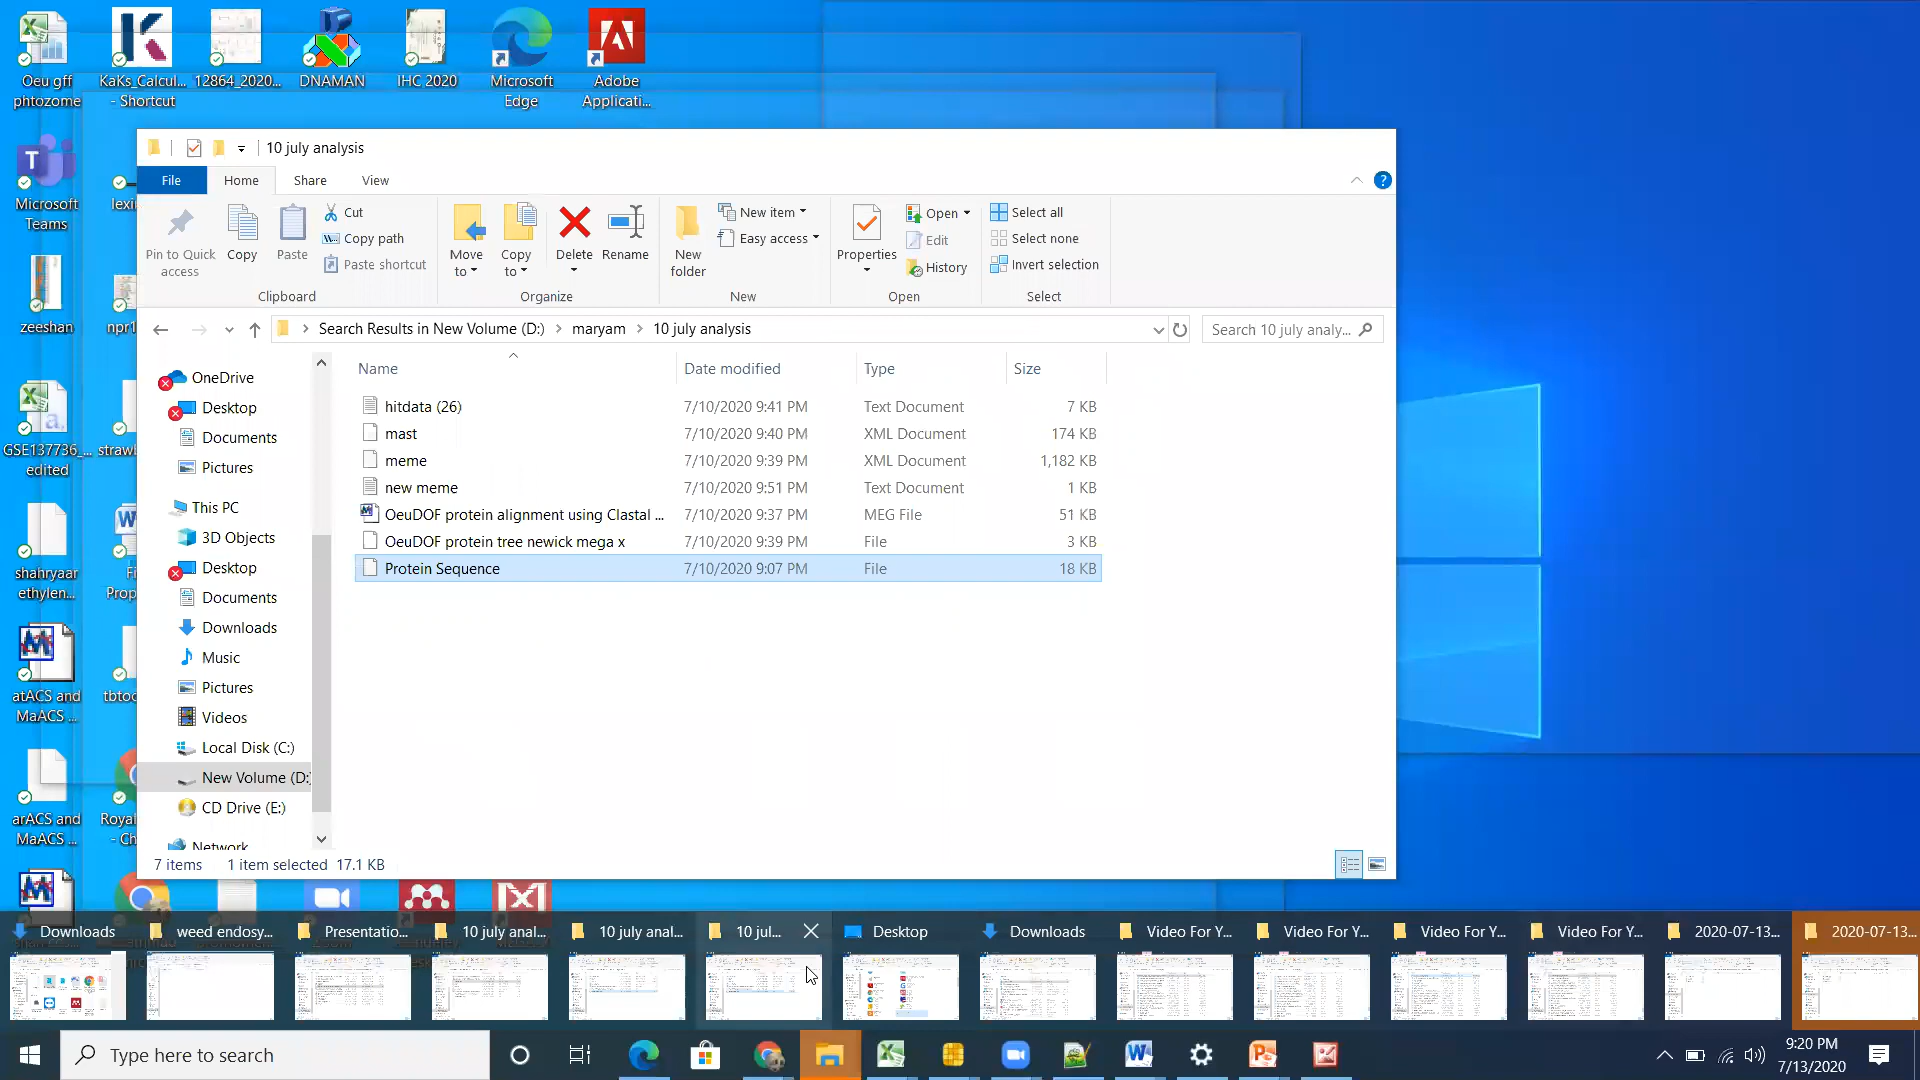 Oeu gff phtozome
KaKs_Calcul... - Shortcut
12864_2020...
DNAMAN
IHC 2020
Microsoft Edge
Adobe Applicati...
Microsoft Teams
zeeshan
npr1
GSE137736_... edited
strawb
shahryaar ethylen...
atACS and MaACS ...
tbtoo
arACS and MaACS ...
Royal - Ch
10 july analysis
File Home Share View
Pin to Quick access
Copy
Paste
Cut
Copy path
Paste shortcut
Clipboard
Move to
Copy to
Delete
Rename
Organize
New folder
New item
Easy access
New
Properties
Open
Edit
History
Open
Select all
Select none
Invert selection
Select
Search Results in New Volume (D:) > maryam > 10 july analysis
Search 10 july analy...
OneDrive
Desktop
Documents
Pictures
This PC
3D Objects
Desktop
Documents
Downloads
Music
Pictures
Videos
Local Disk (C:)
New Volume (D:)
CD Drive (E:)
Network
Name Date modified Type Size
hitdata (26) 7/10/2020 9:41 PM Text Document 7 KB
mast 7/10/2020 9:40 PM XML Document 174 KB
meme 7/10/2020 9:39 PM XML Document 1,182 KB
new meme 7/10/2020 9:51 PM Text Document 1 KB
OeuDOF protein alignment using Clastal ... 7/10/2020 9:37 PM MEG File 51 KB
OeuDOF protein tree newick mega x 7/10/2020 9:39 PM File 3 KB
Protein Sequence 7/10/2020 9:07 PM File 18 KB
7 items 1 item selected 17.1 KB
Downloads
weed endosy...
Presentatio...
10 july anal...
10 july anal...
10 jul...
Desktop
Downloads
Video For Y...
Video For Y...
Video For Y...
Video For Y...
2020-07-13...
2020-07-13...
Type here to search
9:20 PM
7/13/2020